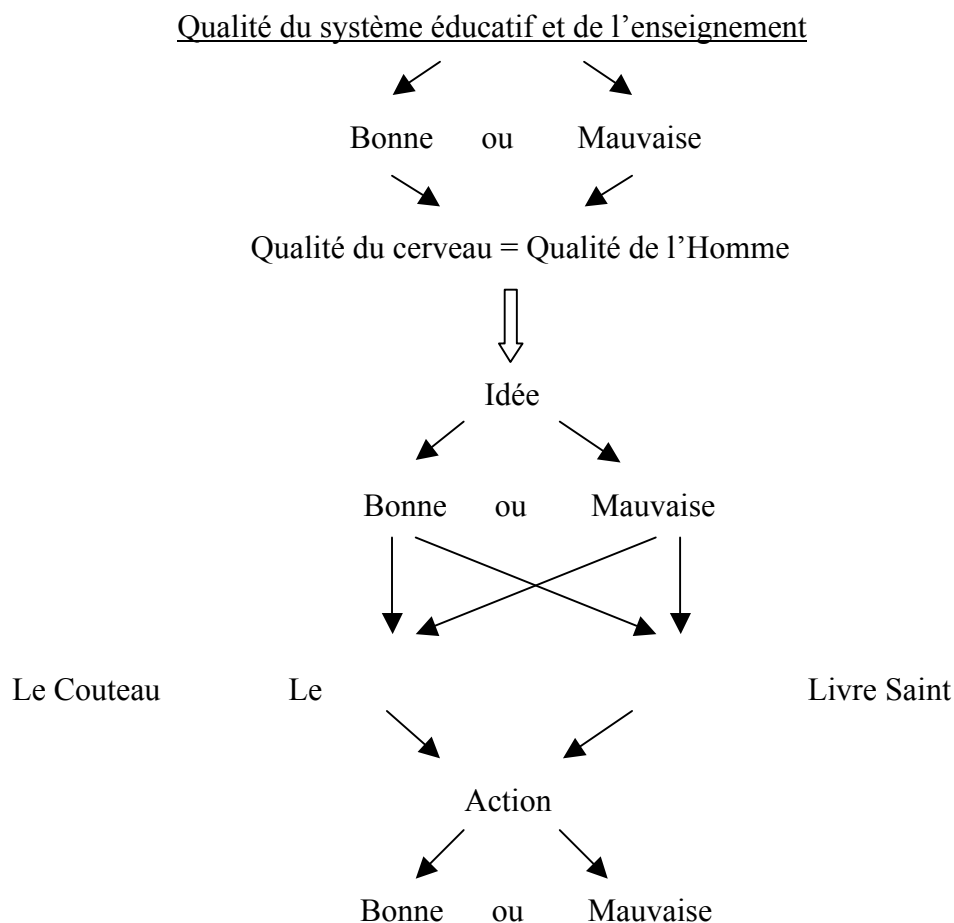 Qualité du système éducatif et de l’enseignement
Bonne ou Mauvaise
Qualité du cerveau = Qualité de l’Homme
Idée
Bonne ou Mauvaise
Le Couteau Le Livre Saint
Action
Bonne ou Mauvaise